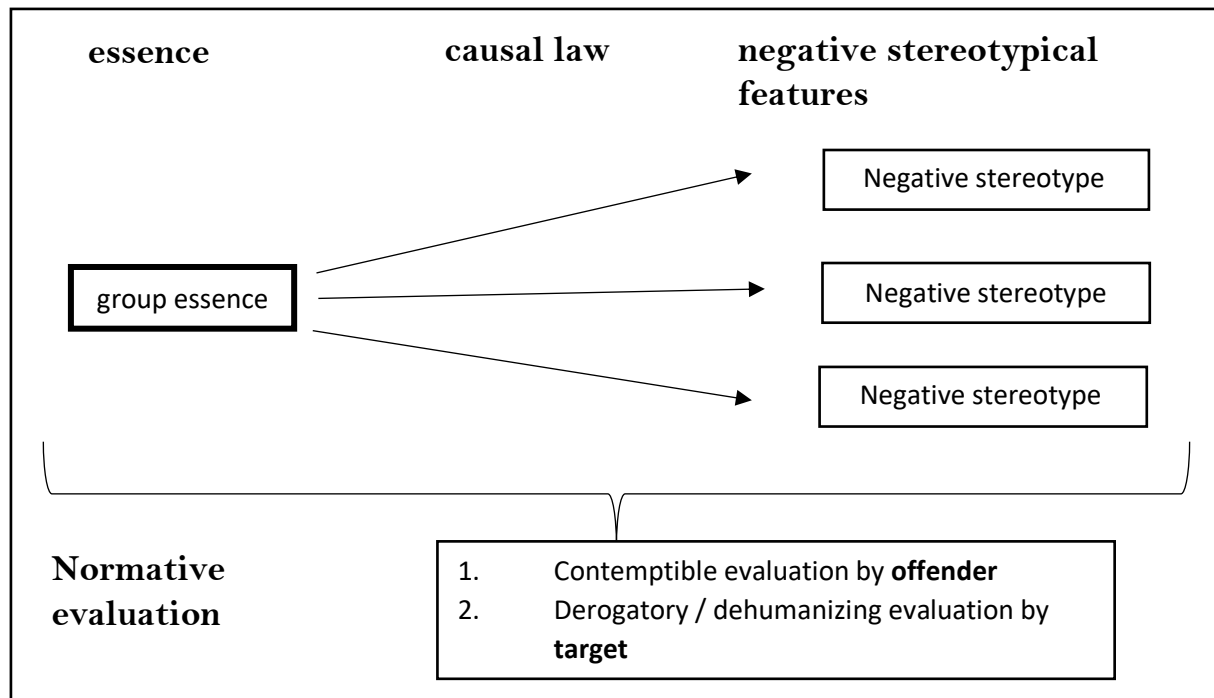 essence causal law negative stereotypical
features
Negative stereotype
group essence
Negative stereotype
Negative stereotype
Normative
evaluation
1. Contemptible evaluation by offender
2. Derogatory / dehumanizing evaluation by
target